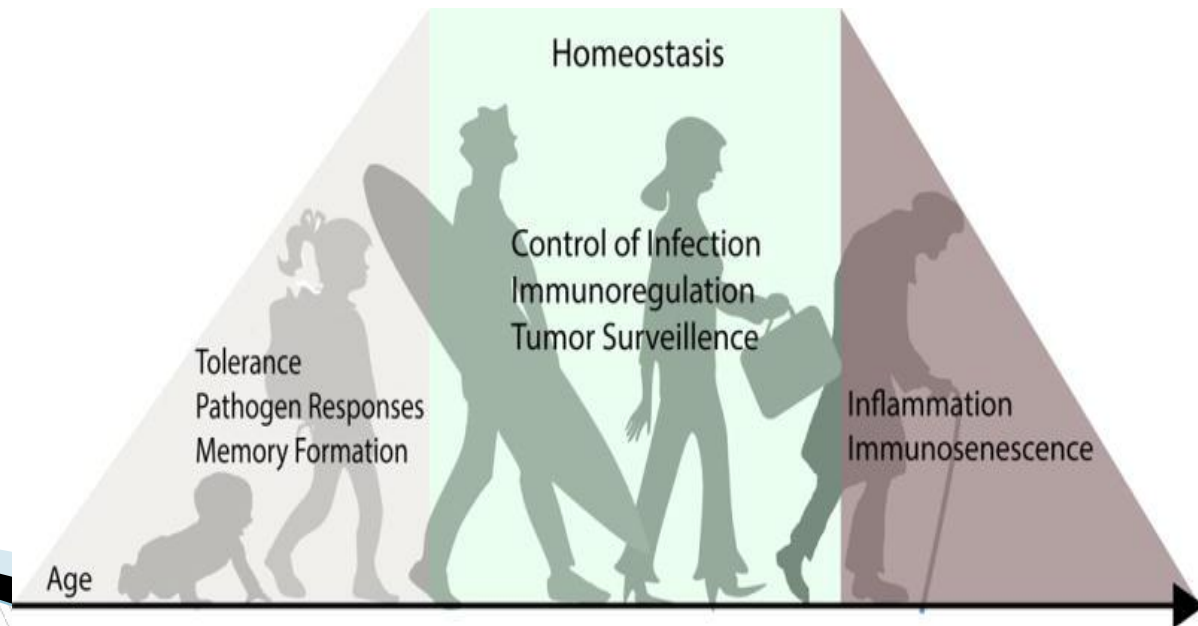 Homeostasis
Control of Infection
Immunoregulation
Tumor Surveillence
Tolerance
Pathogen Responses
Memory Formation
Inflammation
Immunosenescence
Age